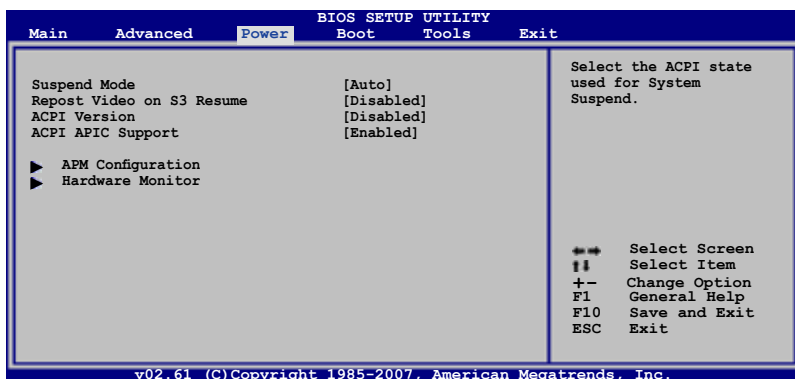 BIOS SETUP UTILITY
Main Advanced Power Boot Tools Exit
Suspend Mode [Auto]
Repost Video on S3 Resume [Disabled]
ACPI Version [Disabled]
ACPI APIC Support [Enabled]
APM Configuration
Hardware Monitor
Select the ACPI state
used for System
Suspend.
Select Screen
Select Item
+- Change Option
F1 General Help
F10 Save and Exit
ESC Exit
v02.61 (C)Copyright 1985-2007, American Megatrends, Inc.